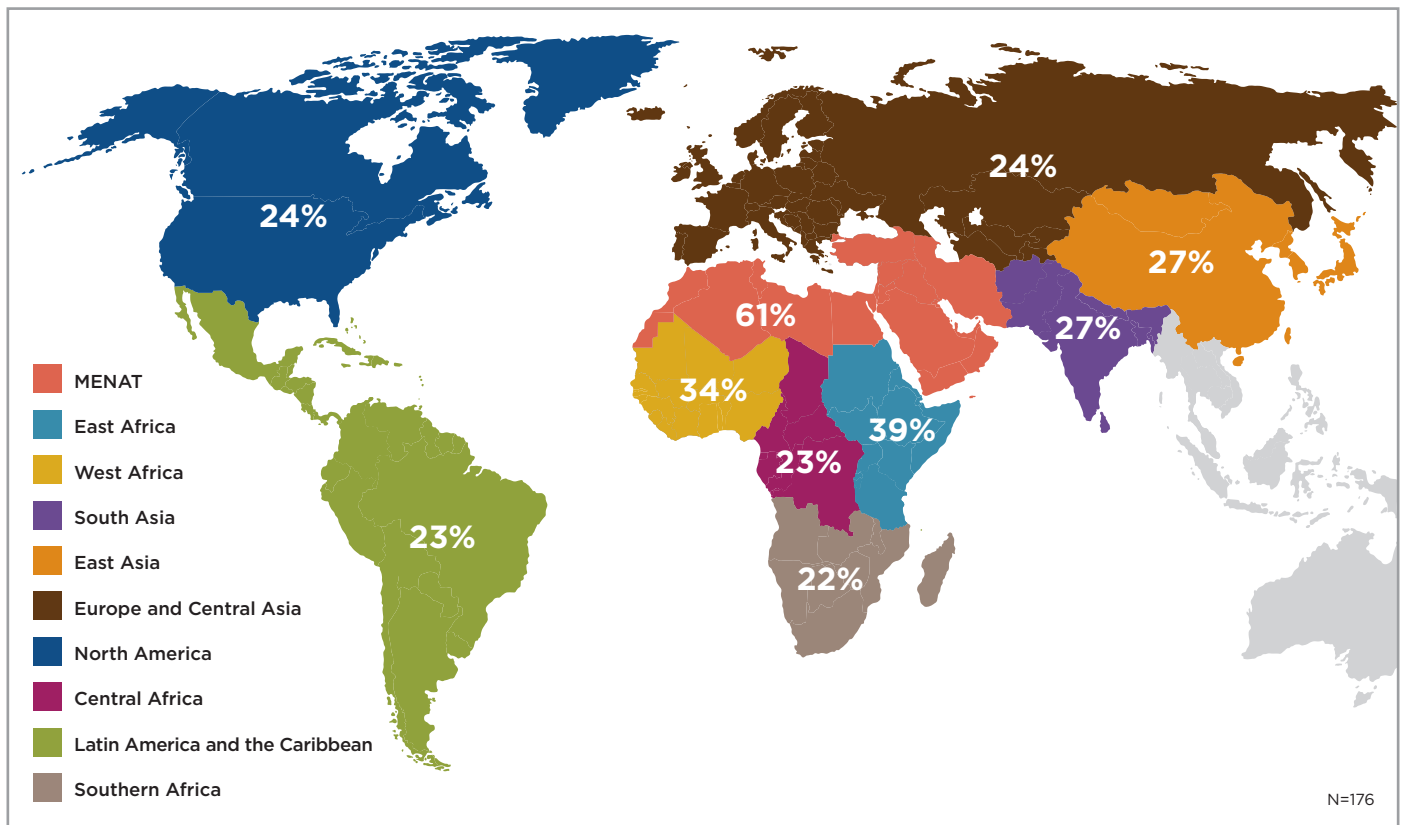 24%
24%
27%
61%
27%
34%
39%
23%
23%
22%
MENAT
East Africa
West Africa
South Asia
East Asia
Europe and Central Asia
North America
Central Africa
Latin America and the Caribbean
Southern Africa
N=176